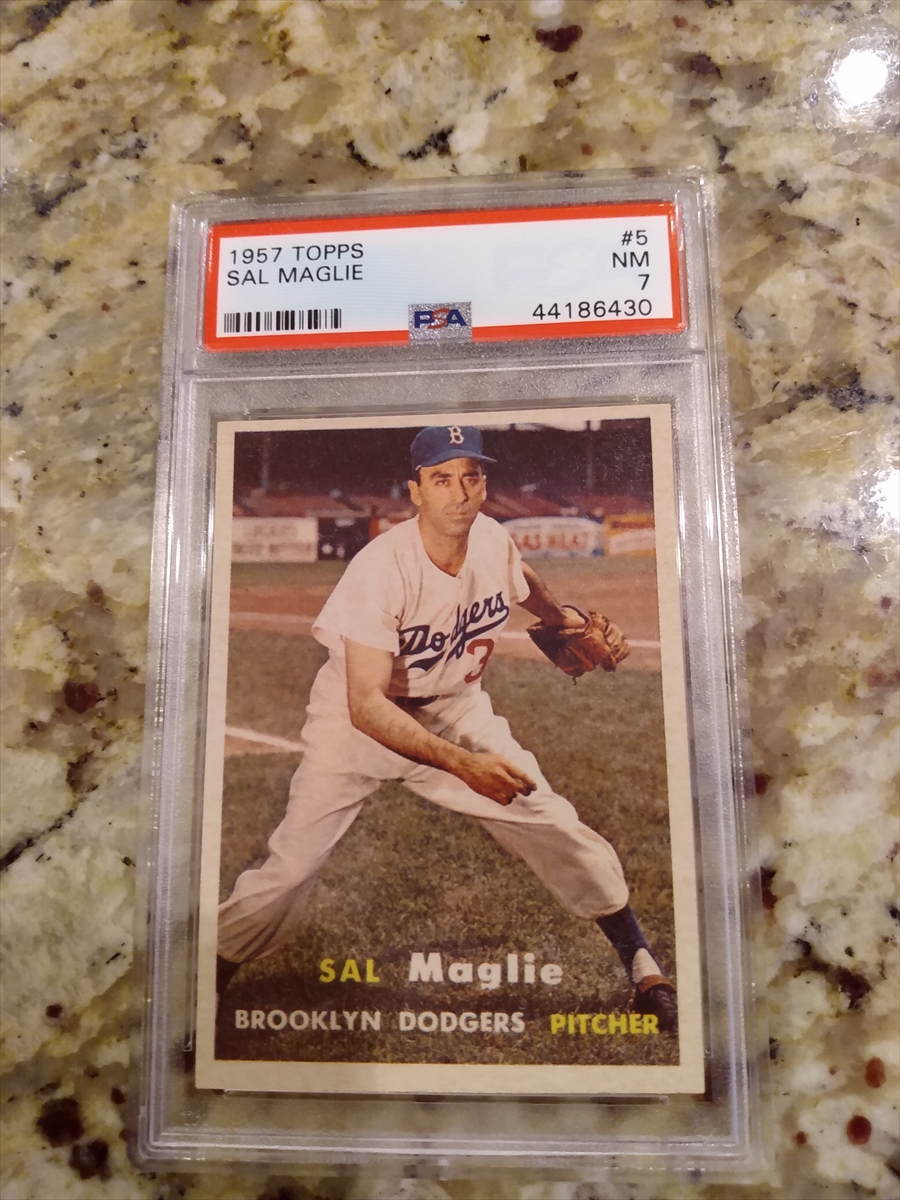 1957 TOPPS #5
SAL MAGLIE NM
7
PSA 44186430
B
Dodgers
3
SAL Maglie
BROOKLYN DODGERS PITCHER